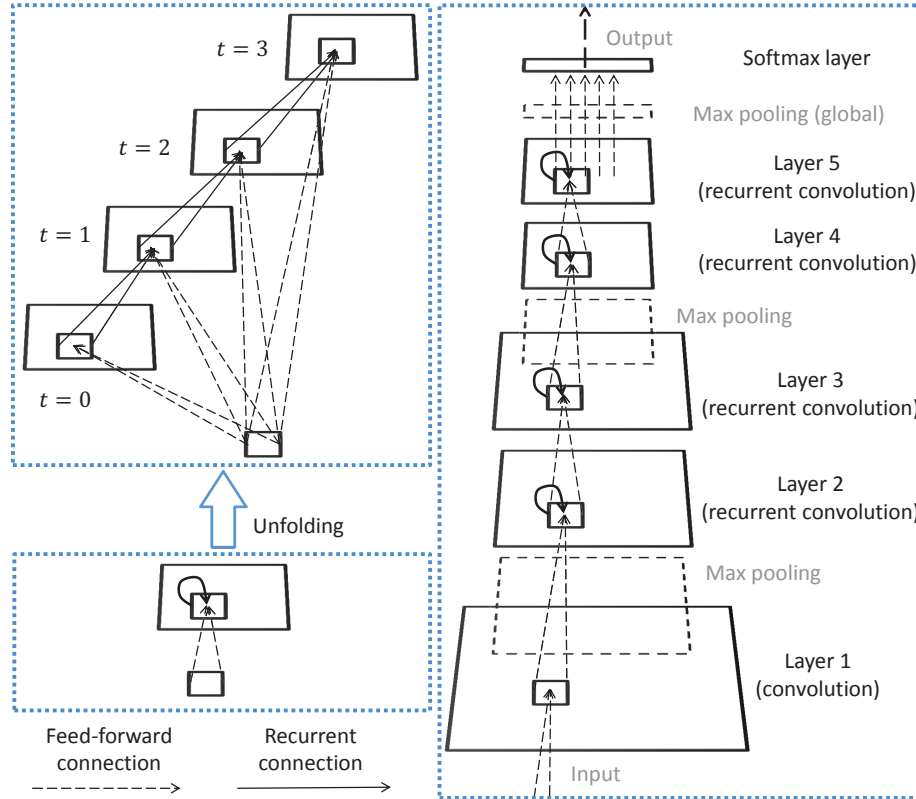 t = 3
t = 2
t = 1
t = 0
Unfolding
Feed-forward
connection
Recurrent
connection
Output
Softmax layer
Max pooling (global)
Layer 5
(recurrent convolution)
Layer 4
(recurrent convolution)
Max pooling
Layer 3
(recurrent convolution)
Layer 2
(recurrent convolution)
Max pooling
Layer 1
(convolution)
Input